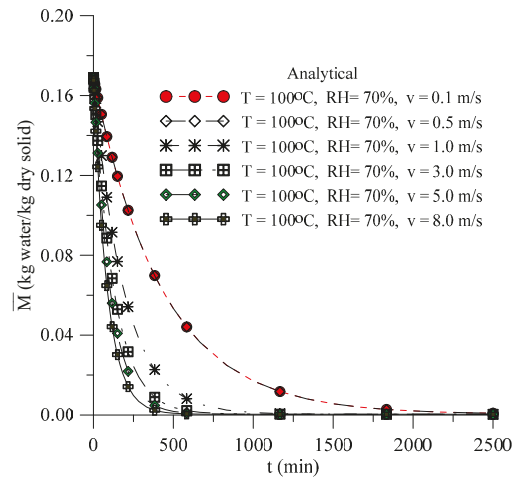 0.20
0.16
0.12
0.08
0.04
0.00
M̅ (kg water/kg dry solid)
Analytical
T = 100ºC, RH= 70%, v = 0.1 m/s
T = 100ºC, RH= 70%, v = 0.5 m/s
T = 100ºC, RH= 70%, v = 1.0 m/s
T = 100ºC, RH= 70%, v = 3.0 m/s
T = 100ºC, RH= 70%, v = 5.0 m/s
T = 100ºC, RH= 70%, v = 8.0 m/s
0 500 1000 1500 2000 2500
t (min)